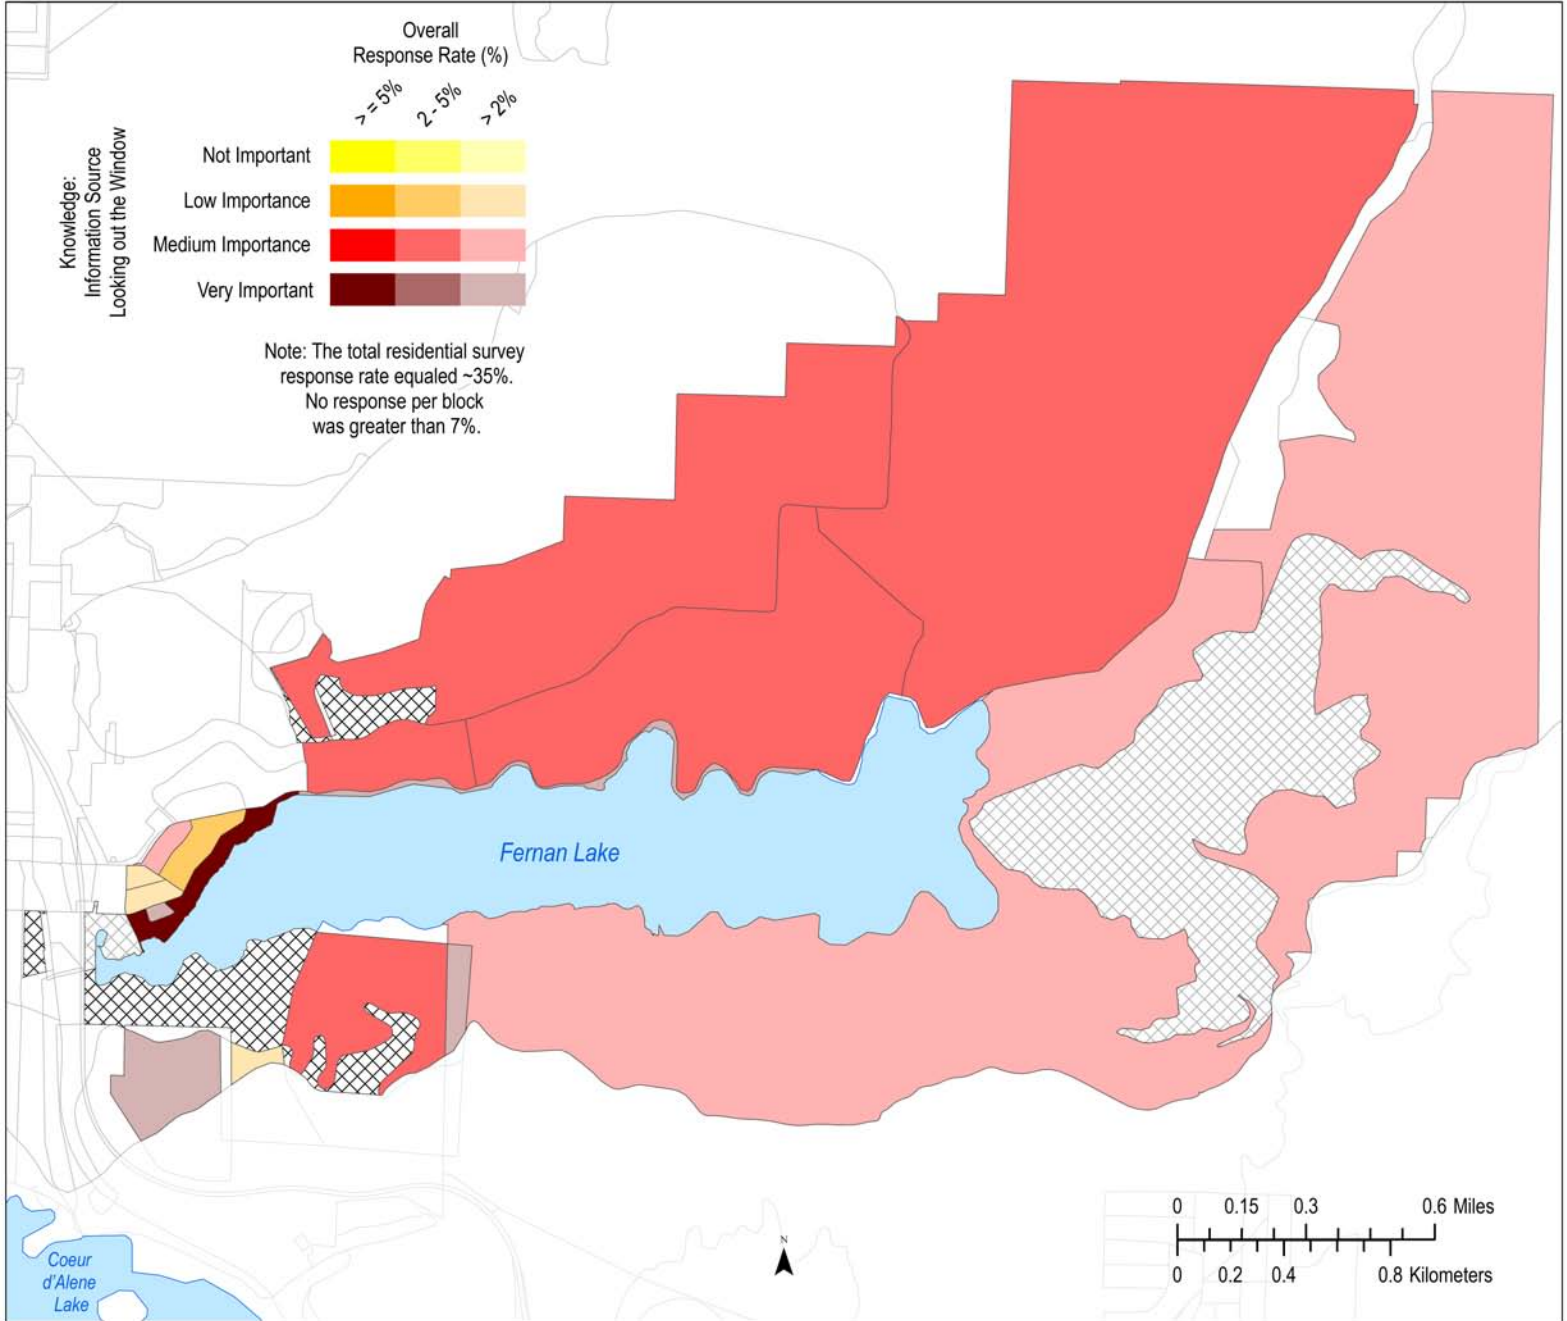 Overall
Response Rate (%)
> = 5%
2 - 5%
> 2%
Knowledge:
Information Source
Looking out the Window
Not Important
Low Importance
Medium Importance
Very Important
Note: The total residential survey
response rate equaled ~35%.
No response per block
was greater than 7%.
Fernan Lake
Coeur
d'Alene
Lake
N
0 0.15 0.3 0.6 Miles
0 0.2 0.4 0.8 Kilometers